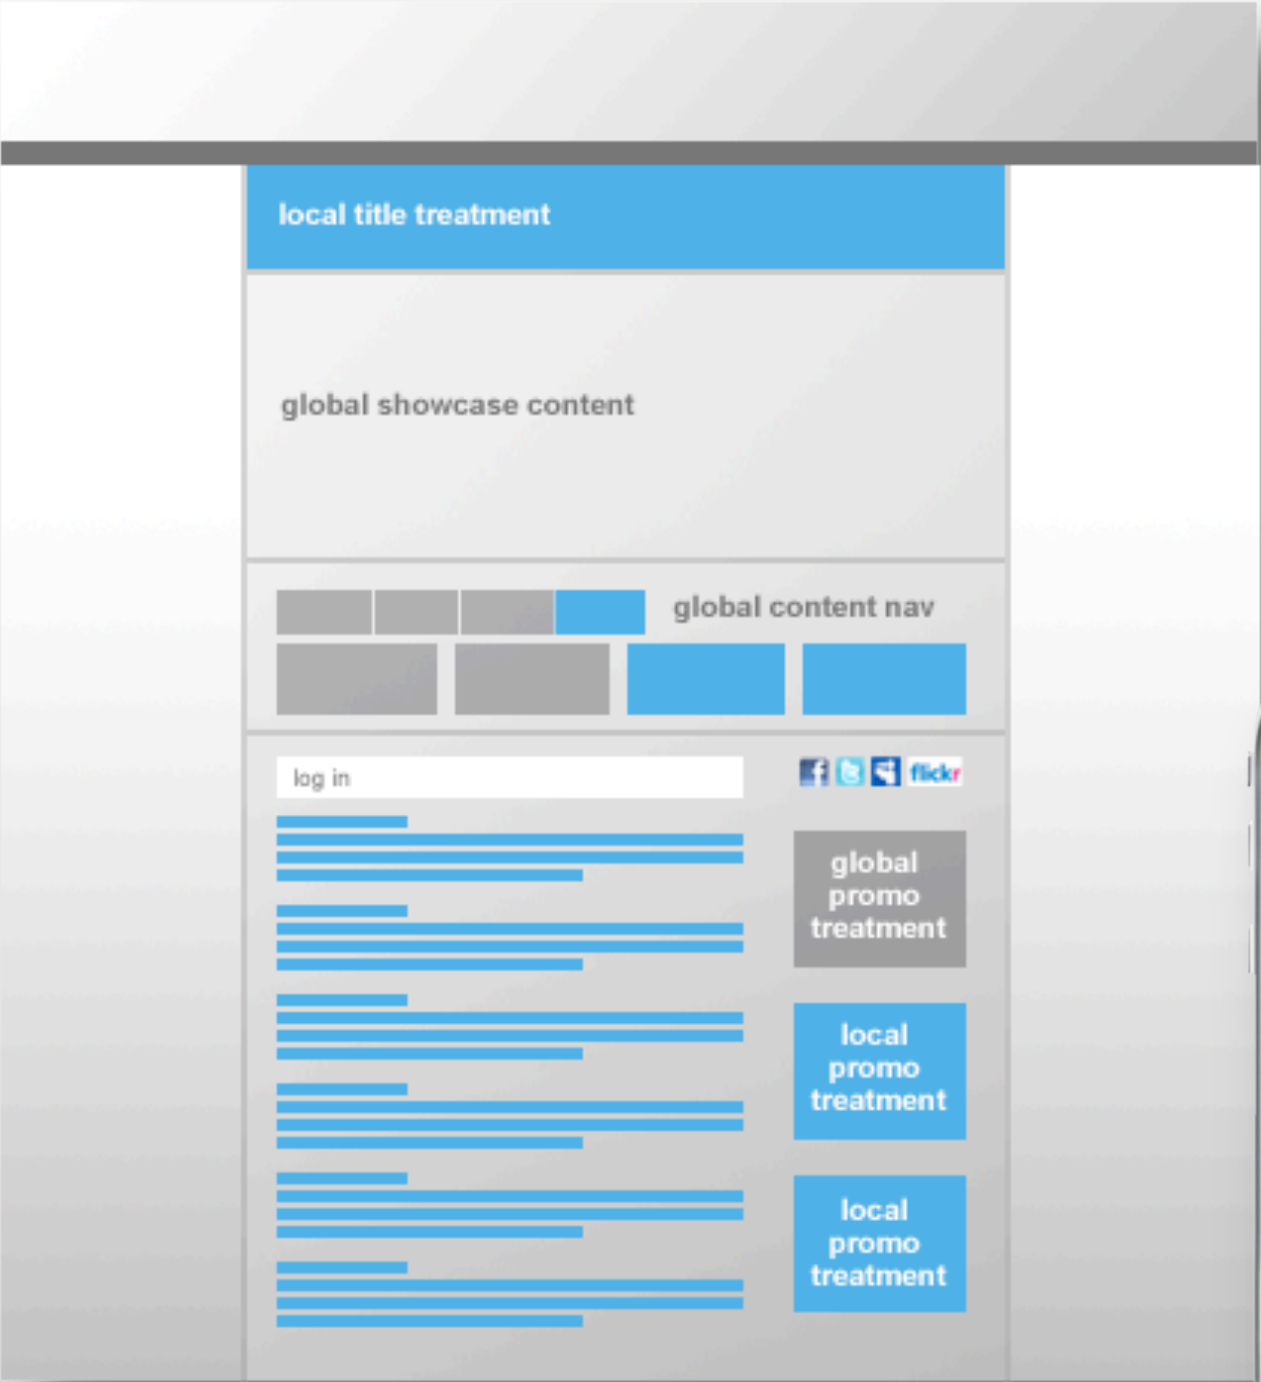 local title treatment
global showcase content
global content nav
log in
flickr
global
promo
treatment
local
promo
treatment
local
promo
treatment